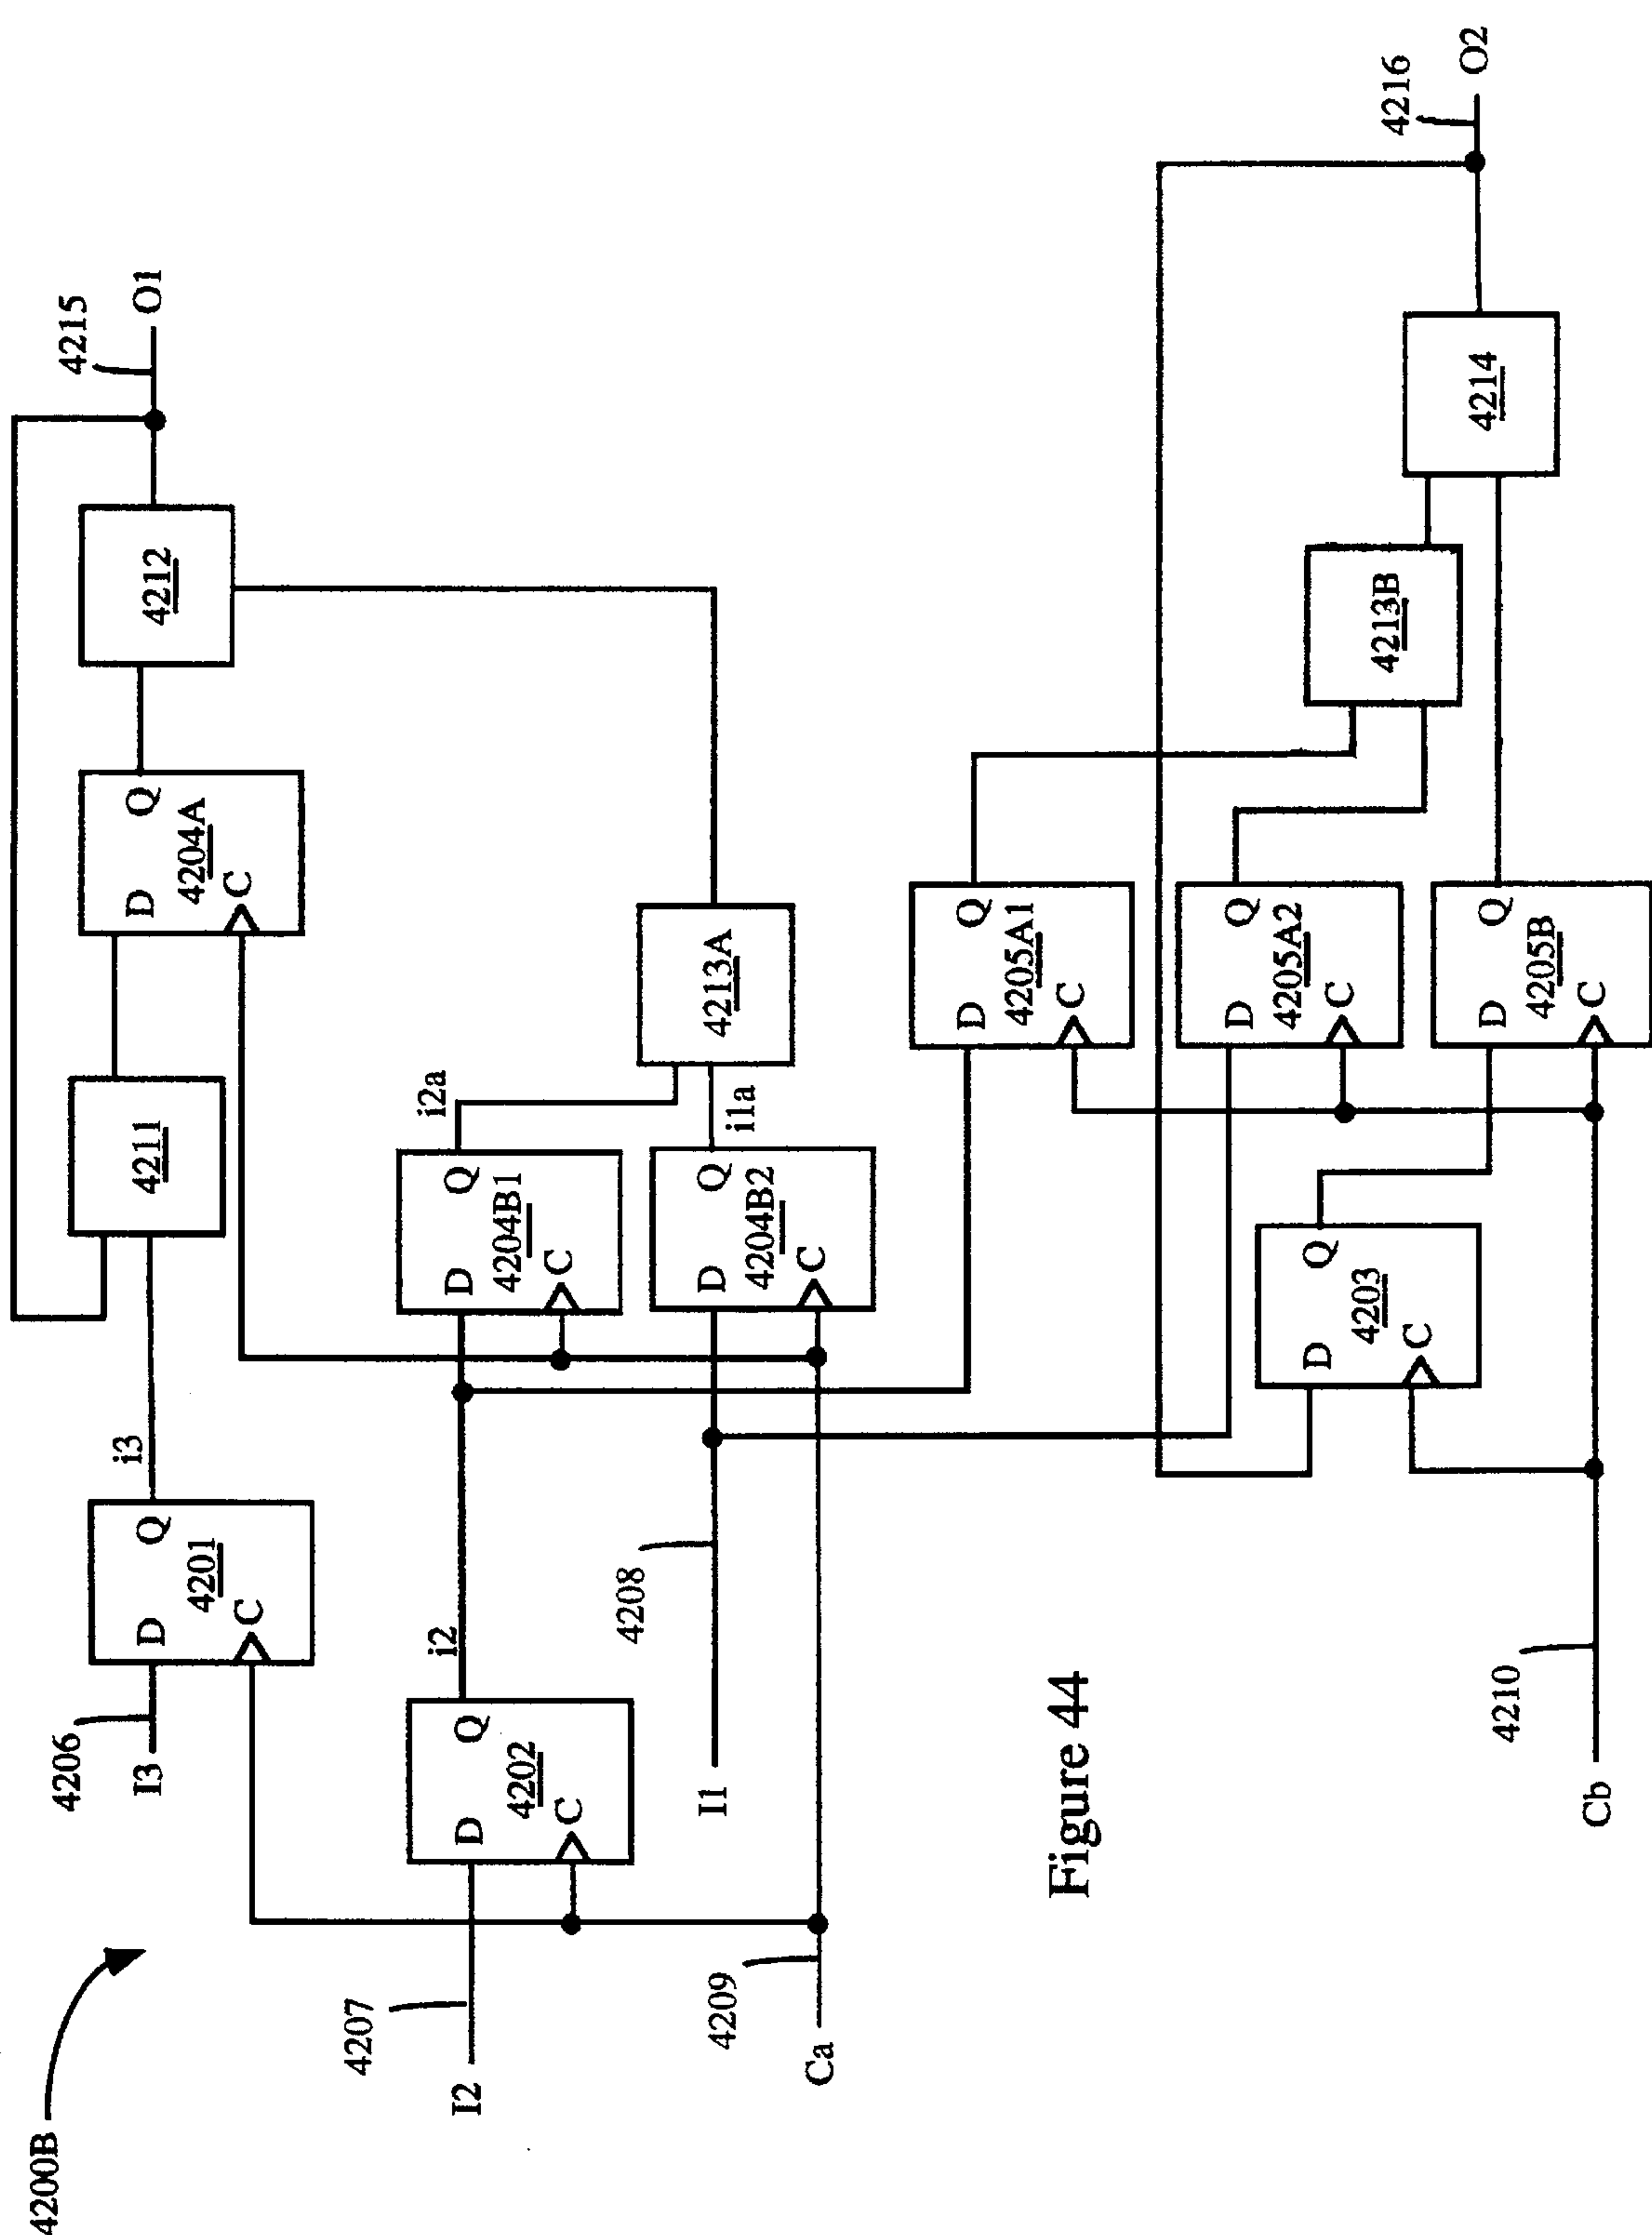 4200B
4206
I3
D Q
4201
C
i3
4211
D Q
4204A
C
4212
4215
O1
4207
I2
D Q
4202
C
i2
D Q
4204B1
C
i2a
4208
I1
D Q
4204B2
C
i1a
4213A
4209
Ca
D Q
4205A1
C
D Q
4205A2
C
4213B
D Q
4203
C
D Q
4205B
C
4214
4216
O2
4210
Cb
Figure 44